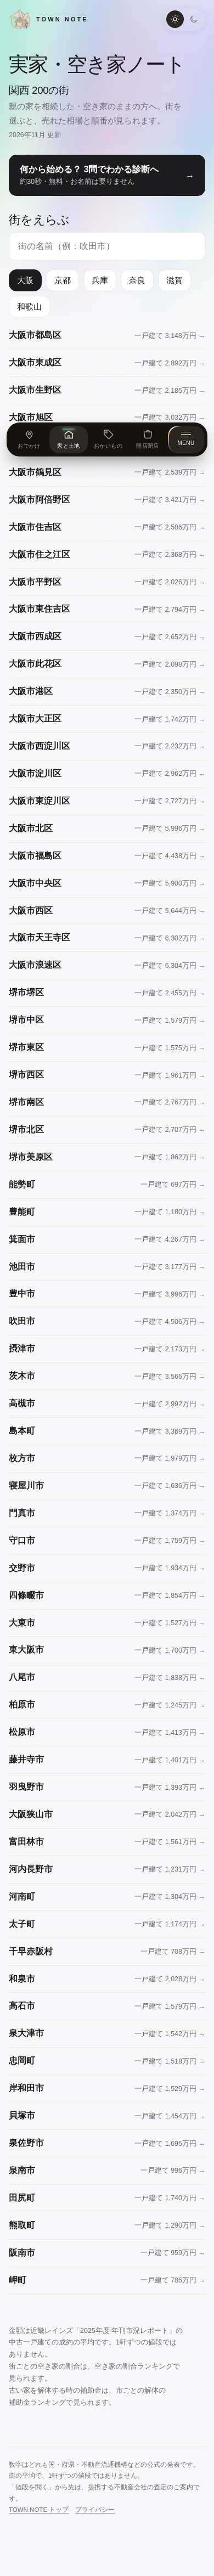 TOWN NOTE
実家・空き家ノート
関西 200の街
親の家を相続した・空き家のままの方へ。街を
選ぶと、売れた相場と順番が見られます。
2026年11月 更新
何から始める？ 3問でわかる診断へ
約30秒・無料・お名前は要りません
→
街をえらぶ
街の名前（例：吹田市）
大阪 京都 兵庫 奈良 滋賀
和歌山
大阪市都島区 一戸建て 3,148万円 →
大阪市東成区 一戸建て 2,892万円 →
大阪市生野区 一戸建て 2,185万円 →
大阪市旭区 一戸建て 3,032万円 →
おでかけ 家と土地 おかいもの 開店閉店 MENU
大阪市鶴見区 一戸建て 2,539万円 →
大阪市阿倍野区 一戸建て 3,421万円 →
大阪市住吉区 一戸建て 2,586万円 →
大阪市住之江区 一戸建て 2,368万円 →
大阪市平野区 一戸建て 2,026万円 →
大阪市東住吉区 一戸建て 2,794万円 →
大阪市西成区 一戸建て 2,652万円 →
大阪市此花区 一戸建て 2,098万円 →
大阪市港区 一戸建て 2,350万円 →
大阪市大正区 一戸建て 1,742万円 →
大阪市西淀川区 一戸建て 2,232万円 →
大阪市淀川区 一戸建て 2,962万円 →
大阪市東淀川区 一戸建て 2,727万円 →
大阪市北区 一戸建て 5,996万円 →
大阪市福島区 一戸建て 4,438万円 →
大阪市中央区 一戸建て 5,900万円 →
大阪市西区 一戸建て 5,644万円 →
大阪市天王寺区 一戸建て 6,302万円 →
大阪市浪速区 一戸建て 6,304万円 →
堺市堺区 一戸建て 2,455万円 →
堺市中区 一戸建て 1,579万円 →
堺市東区 一戸建て 1,575万円 →
堺市西区 一戸建て 1,961万円 →
堺市南区 一戸建て 2,767万円 →
堺市北区 一戸建て 2,707万円 →
堺市美原区 一戸建て 1,862万円 →
能勢町 一戸建て 697万円 →
豊能町 一戸建て 1,180万円 →
箕面市 一戸建て 4,267万円 →
池田市 一戸建て 3,177万円 →
豊中市 一戸建て 3,996万円 →
吹田市 一戸建て 4,506万円 →
摂津市 一戸建て 2,173万円 →
茨木市 一戸建て 3,566万円 →
高槻市 一戸建て 2,992万円 →
島本町 一戸建て 3,369万円 →
枚方市 一戸建て 1,979万円 →
寝屋川市 一戸建て 1,636万円 →
門真市 一戸建て 1,374万円 →
守口市 一戸建て 1,759万円 →
交野市 一戸建て 1,934万円 →
四條畷市 一戸建て 1,854万円 →
大東市 一戸建て 1,527万円 →
東大阪市 一戸建て 1,700万円 →
八尾市 一戸建て 1,838万円 →
柏原市 一戸建て 1,245万円 →
松原市 一戸建て 1,413万円 →
藤井寺市 一戸建て 1,401万円 →
羽曳野市 一戸建て 1,393万円 →
大阪狭山市 一戸建て 2,042万円 →
富田林市 一戸建て 1,561万円 →
河内長野市 一戸建て 1,231万円 →
河南町 一戸建て 1,304万円 →
太子町 一戸建て 1,174万円 →
千早赤阪村 一戸建て 708万円 →
和泉市 一戸建て 2,028万円 →
高石市 一戸建て 1,579万円 →
泉大津市 一戸建て 1,542万円 →
忠岡町 一戸建て 1,518万円 →
岸和田市 一戸建て 1,529万円 →
貝塚市 一戸建て 1,454万円 →
泉佐野市 一戸建て 1,695万円 →
泉南市 一戸建て 996万円 →
田尻町 一戸建て 1,740万円 →
熊取町 一戸建て 1,290万円 →
阪南市 一戸建て 959万円 →
岬町 一戸建て 785万円 →
金額は近畿レインズ「2025年度 年刊市況レポート」の
中古一戸建ての成約の平均です。1軒ずつの値段では
ありません。
街ごとの空き家の割合は、空き家の割合ランキングで
見られます。
古い家を解体する時の補助金は、市ごとの解体の
補助金ランキングで見られます。
数字はどれも国・府県・不動産流通機構などの公式の発表です。
街の平均で、1軒ずつの値段ではありません。
「値段を聞く」から先は、提携する不動産会社の査定のご案内で
す。
TOWN NOTE トップ プライバシー